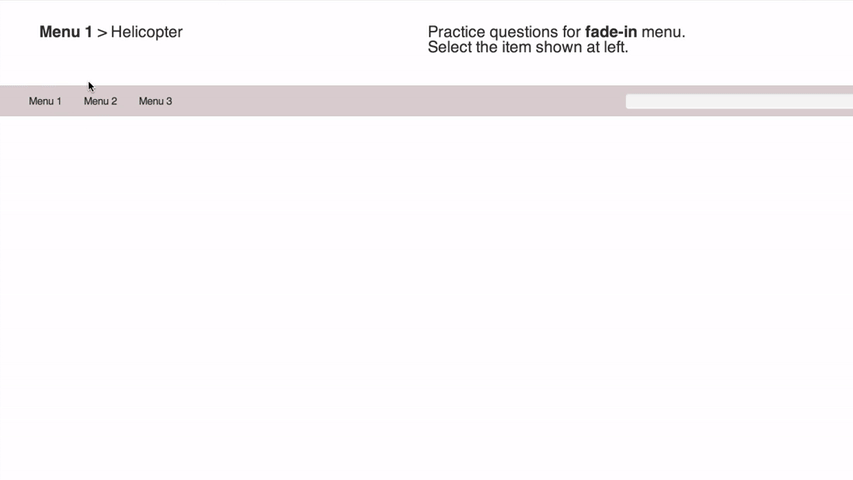 Menu 1 > Helicopter
Practice questions for fade-in menu.
Select the item shown at left.
Menu 1
Menu 2
Menu 3